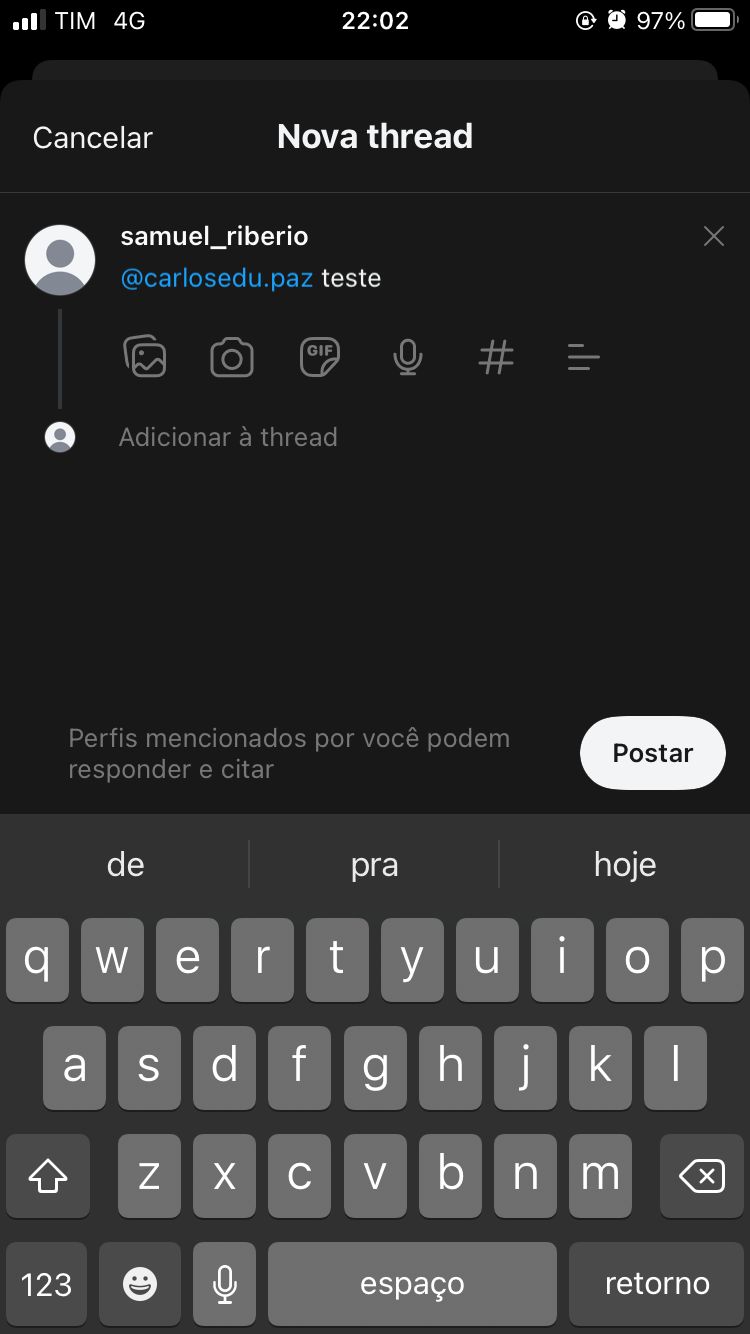 TIM 4G 22:02 97%
Cancelar Nova thread
samuel_riberio
@carlosedu.paz teste
GIF
Adicionar à thread
Perfis mencionados por você podem
responder e citar
Postar
de pra hoje
q w e r t y u i o p
a s d f g h j k l
z x c v b n m
123 espaço retorno